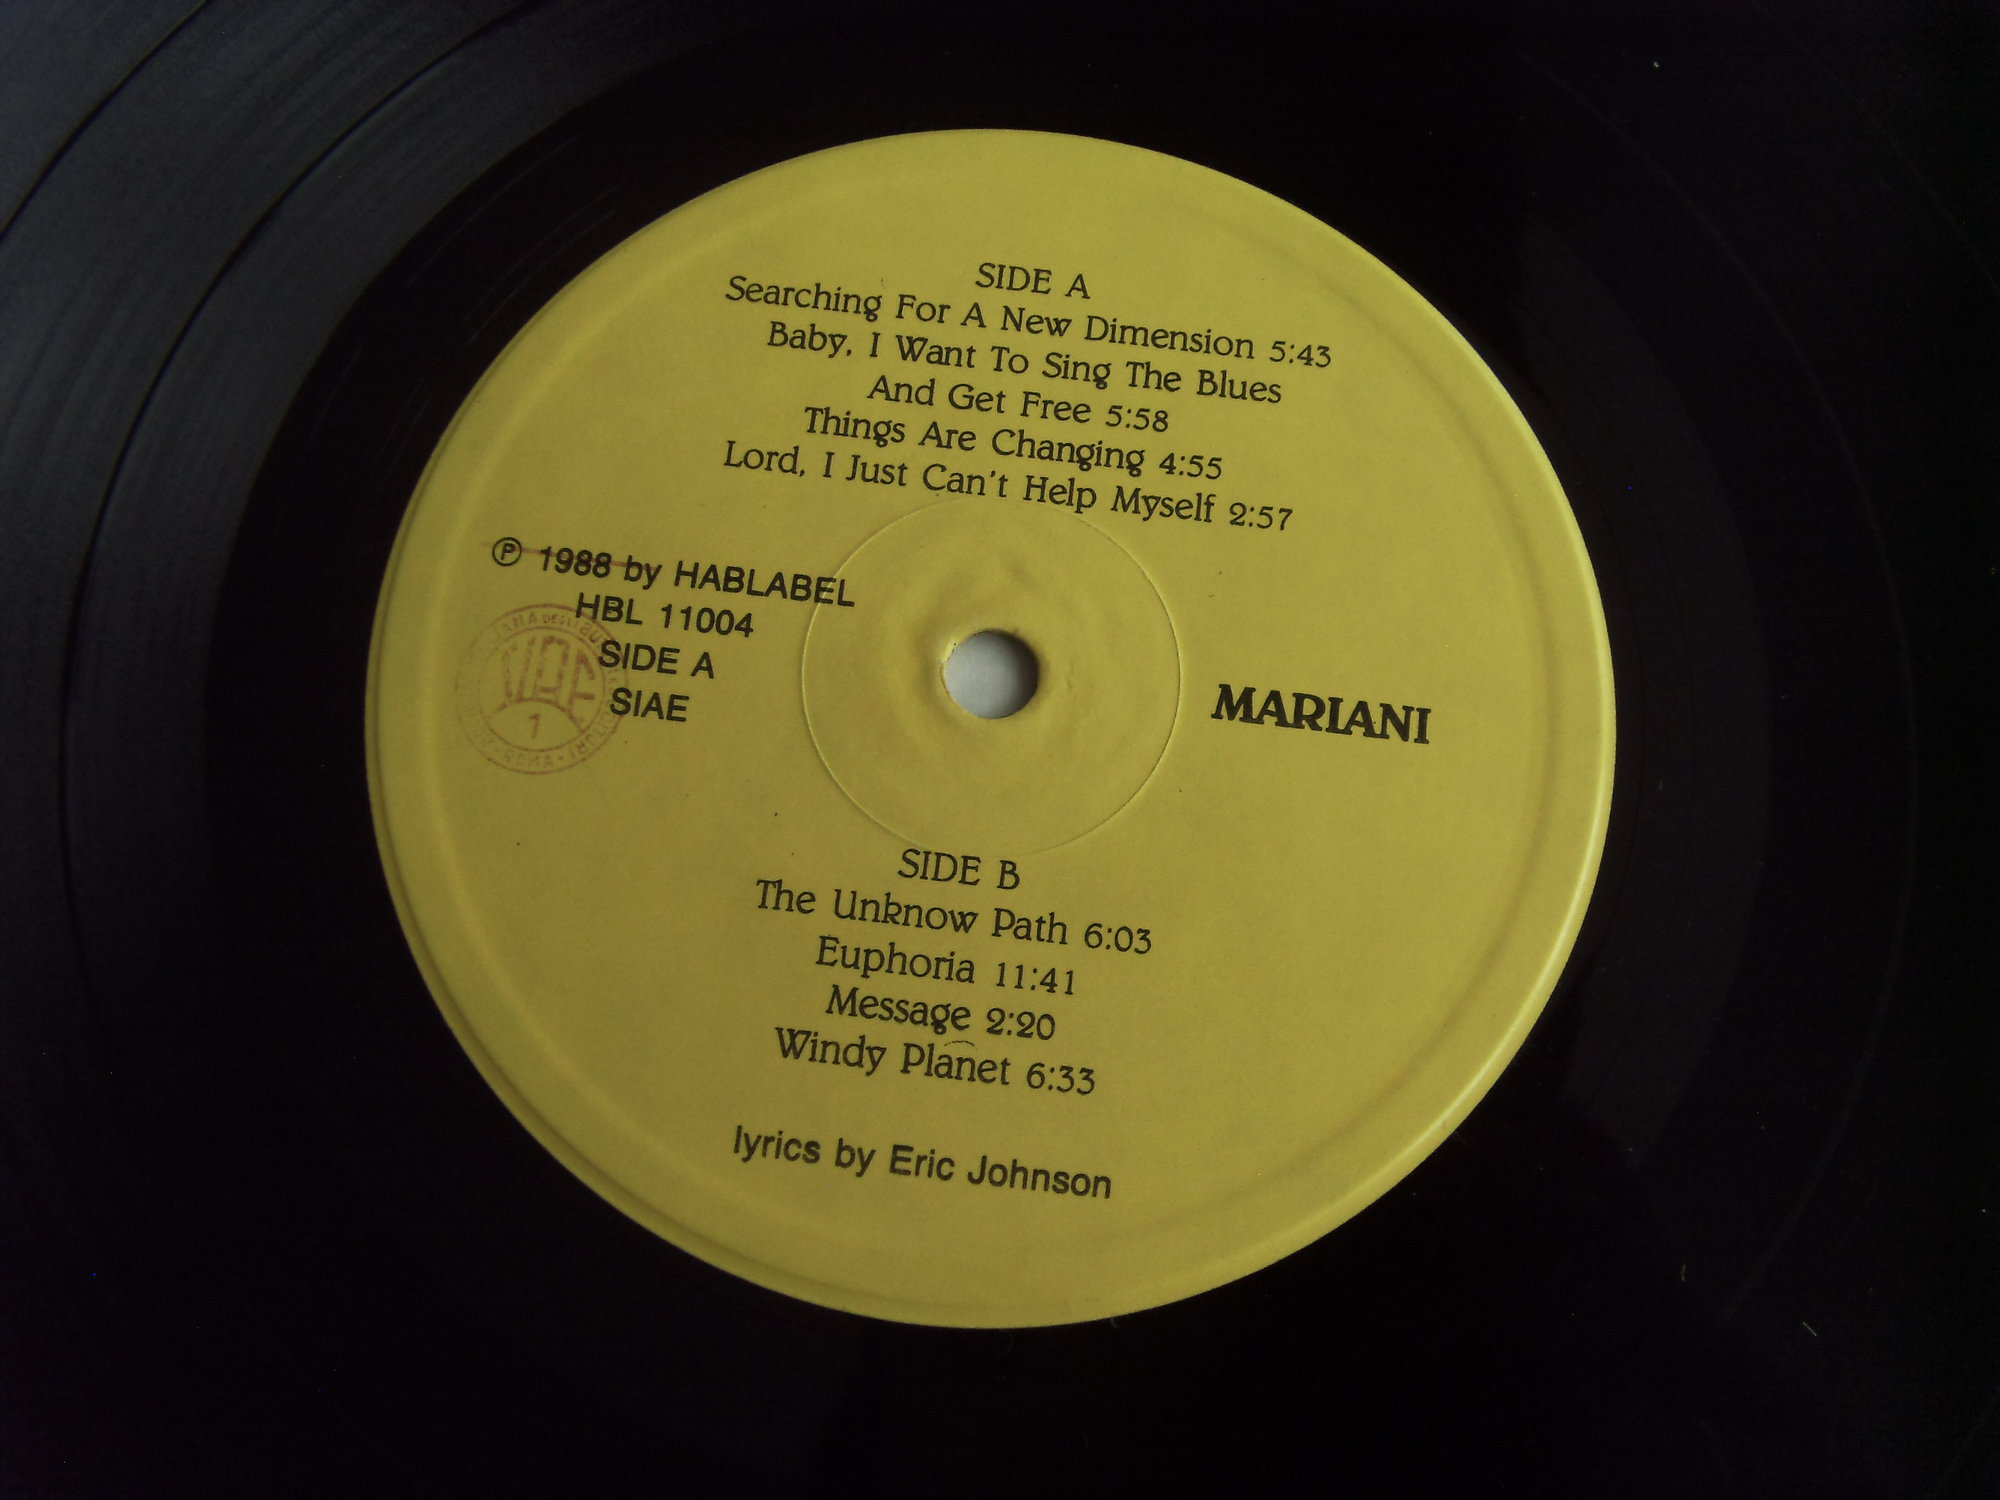 SIDE A
Searching For A New Dimension 5:43
Baby, I Want To Sing The Blues
And Get Free 5:58
Things Are Changing 4:55
Lord, I Just Can't Help Myself 2:57
℗ 1988 by HABLABEL
HBL 11004
SIDE A
SIAE
1
ROMA
MARIANI
SIDE B
The Unknow Path 6:03
Euphoria 11:41
Message 2:20
Windy Planet 6:33
lyrics by Eric Johnson